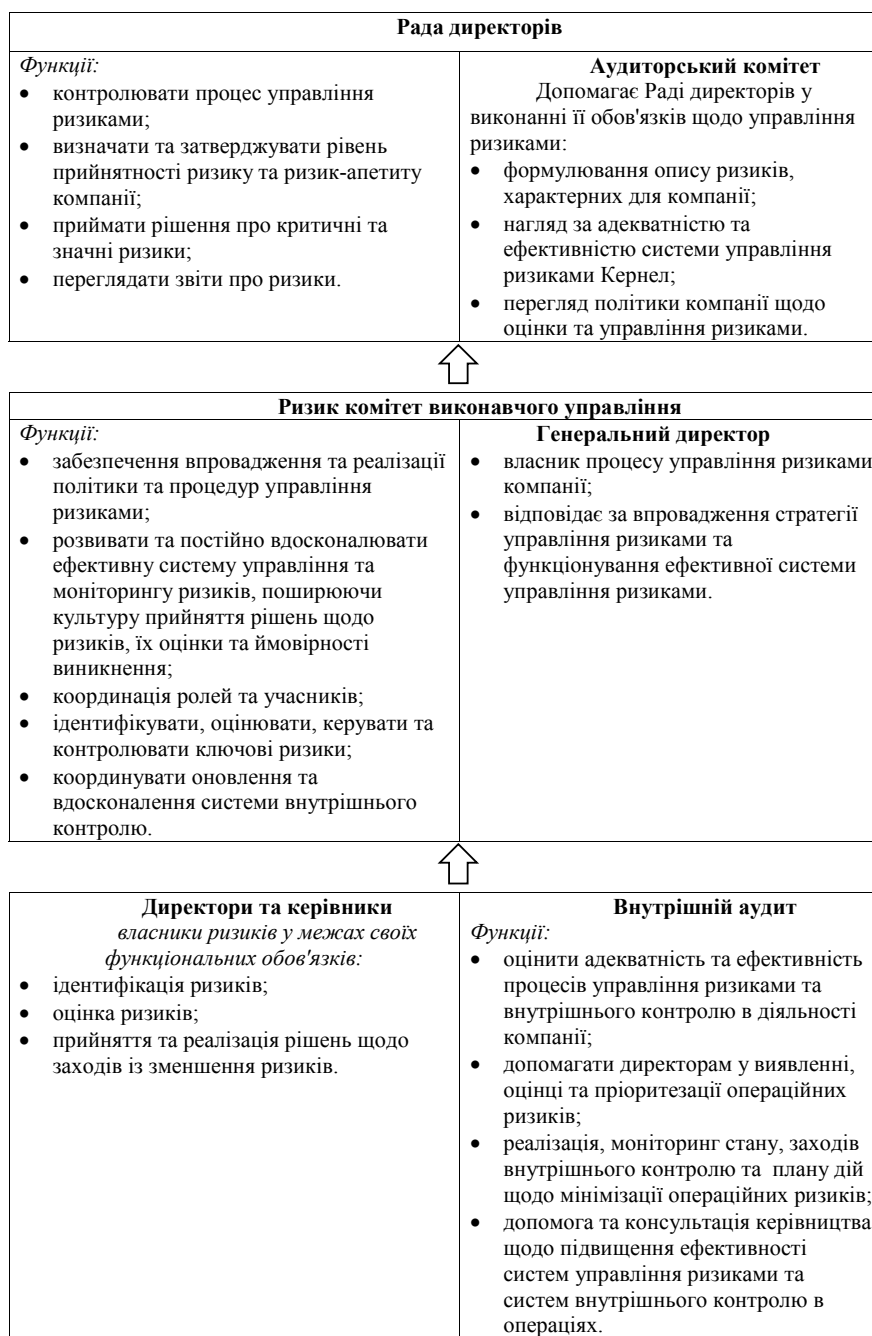 Рада директорів
Функції:
• контролювати процес управління
ризиками;
• визначати та затверджувати рівень
прийнятності ризику та ризик-апетиту
компанії;
• приймати рішення про критичні та
значні ризики;
• переглядати звіти про ризики.
Аудиторський комітет
Допомагає Раді директорів у
виконанні її обов'язків щодо управління
ризиками:
• формулювання опису ризиків,
характерних для компанії;
• нагляд за адекватністю та
ефективністю системи управління
ризиками Кернел;
• перегляд політики компанії щодо
оцінки та управління ризиками.
Ризик комітет виконавчого управління
Функції:
• забезпечення впровадження та реалізації
політики та процедур управління
ризиками;
• розвивати та постійно вдосконалювати
ефективну систему управління та
моніторингу ризиків, поширюючи
культуру прийняття рішень щодо
ризиків, їх оцінки та ймовірності
виникнення;
• координація ролей та учасників;
• ідентифікувати, оцінювати, керувати та
контролювати ключові ризики;
• координувати оновлення та
вдосконалення системи внутрішнього
контролю.
Генеральний директор
• власник процесу управління ризиками
компанії;
• відповідає за впровадження стратегії
управління ризиками та
функціонування ефективної системи
управління ризиками.
Директори та керівники
власники ризиків у межах своїх
функціональних обов'язків:
• ідентифікація ризиків;
• оцінка ризиків;
• прийняття та реалізація рішень щодо
заходів із зменшення ризиків.
Внутрішній аудит
Функції:
• оцінити адекватність та ефективність
процесів управління ризиками та
внутрішнього контролю в діяльності
компанії;
• допомагати директорам у виявленні,
оцінці та пріоритезації операційних
ризиків;
• реалізація, моніторинг стану, заходів
внутрішнього контролю та плану дій
щодо мінімізації операційних ризиків;
• допомога та консультація керівництва
щодо підвищення ефективності
систем управління ризиками та
систем внутрішнього контролю в
операціях.